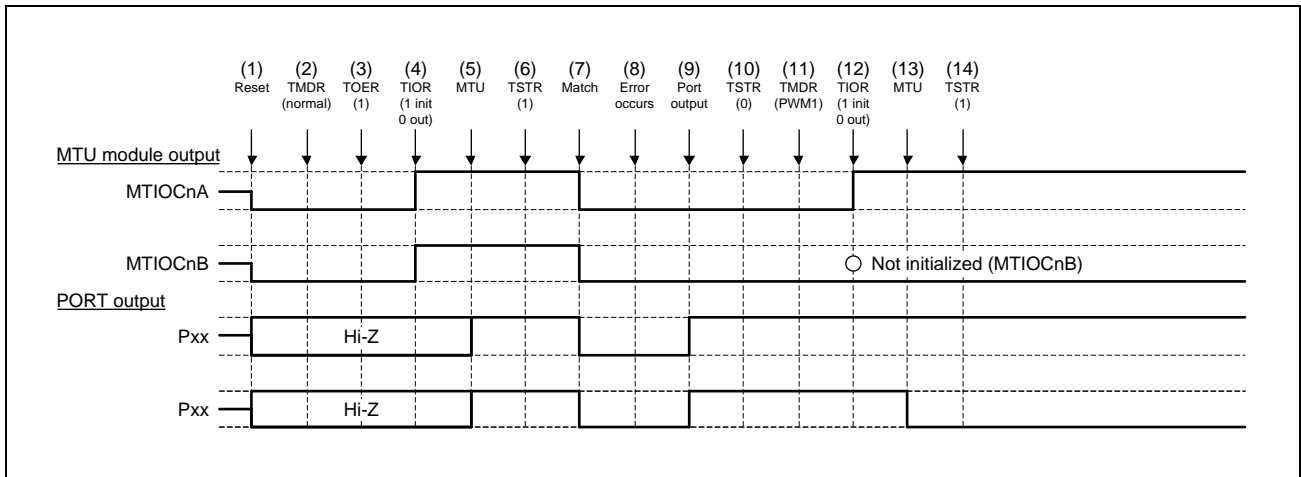 (1) (2) (3) (4) (5) (6) (7) (8) (9) (10) (11) (12) (13) (14)
Reset TMDR TOER TIOR MTU TSTR Match Error Port TSTR TMDR TIOR MTU TSTR
(normal) (1) (1 init (1) occurs output (0) (PWM1) (1 init (1)
0 out) 0 out)
MTU module output
MTIOCnA
MTIOCnB Not initialized (MTIOCnB)
PORT output
Pxx Hi-Z
Pxx Hi-Z